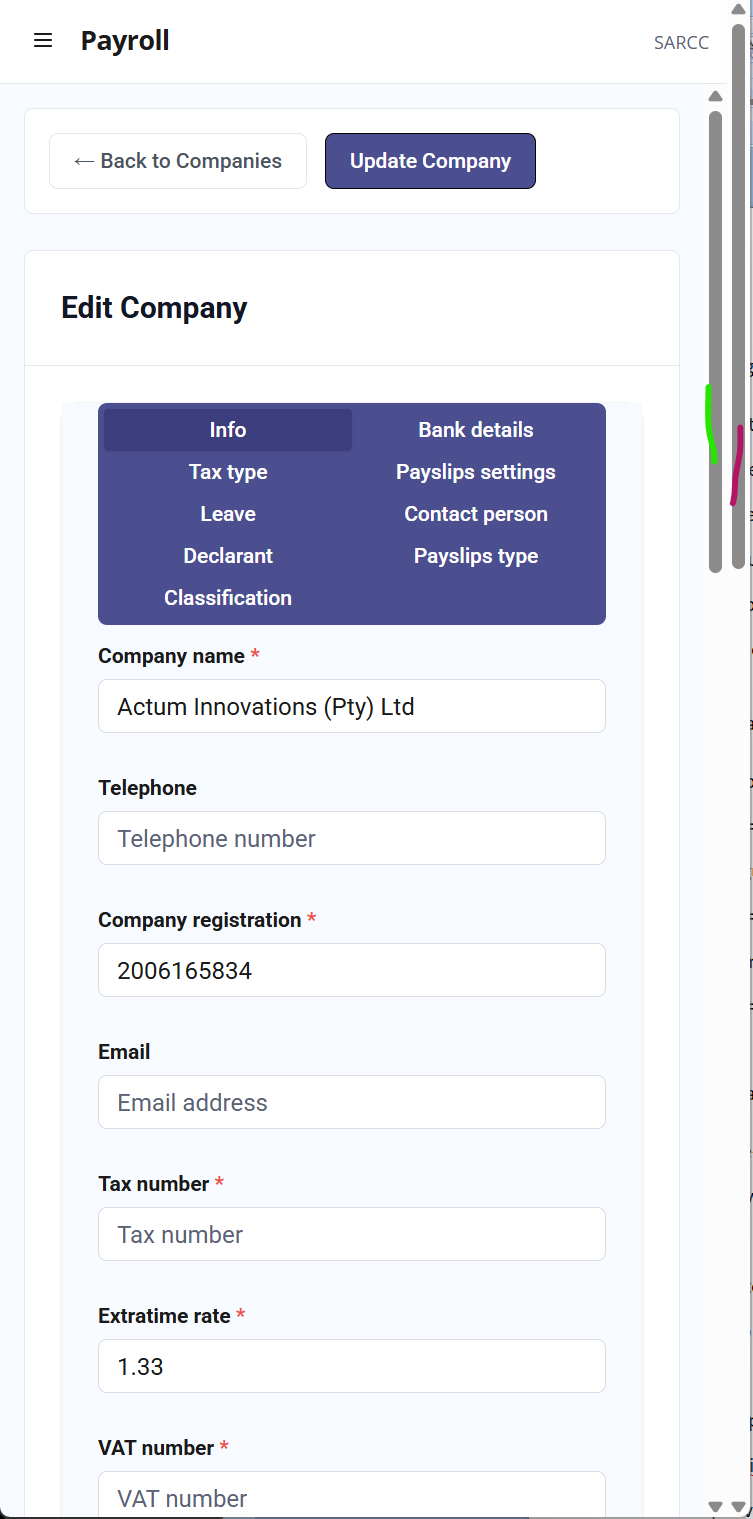 Payroll
SARCC
← Back to Companies
Update Company
Edit Company
Info
Bank details
Tax type
Payslips settings
Leave
Contact person
Declarant
Payslips type
Classification
Company name *
Actum Innovations (Pty) Ltd
Telephone
Telephone number
Company registration *
2006165834
Email
Email address
Tax number *
Tax number
Extratime rate *
1.33
VAT number *
VAT number